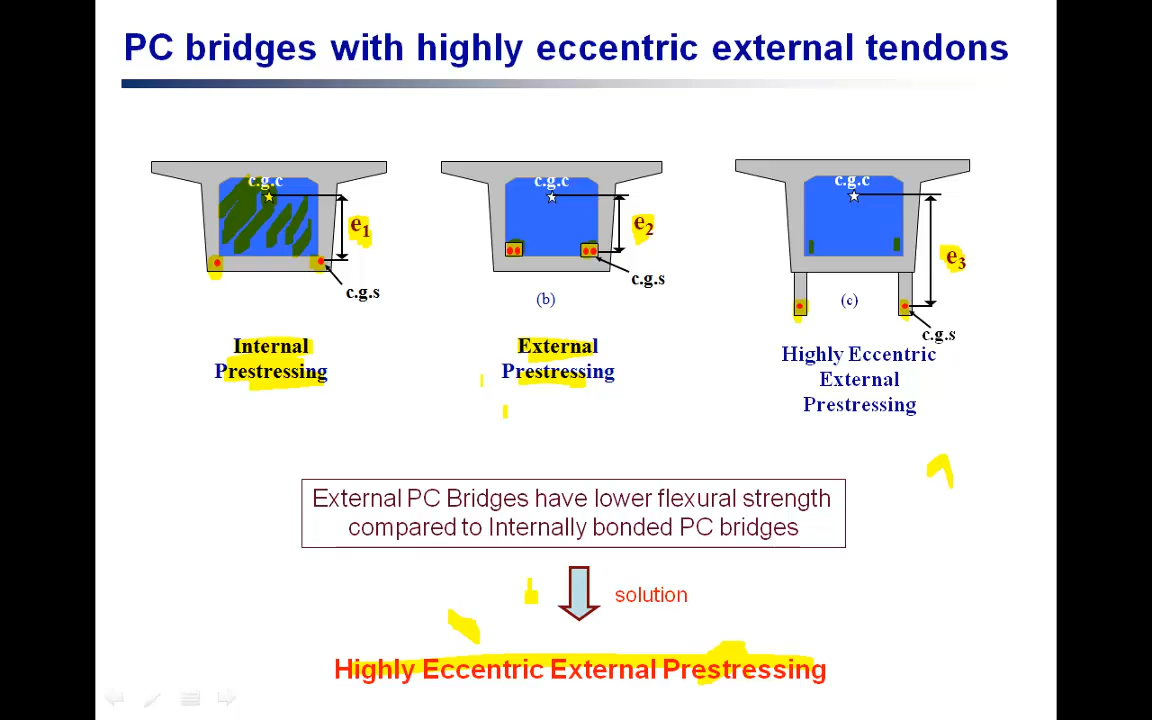 PC bridges with highly eccentric external tendons
c.g.c
e1
c.g.s
Internal
Prestressing
c.g.c
e2
c.g.s
(b)
External
Prestressing
c.g.c
e3
c.g.s
(c)
Highly Eccentric
External
Prestressing
External PC Bridges have lower flexural strength
compared to Internally bonded PC bridges
solution
Highly Eccentric External Prestressing